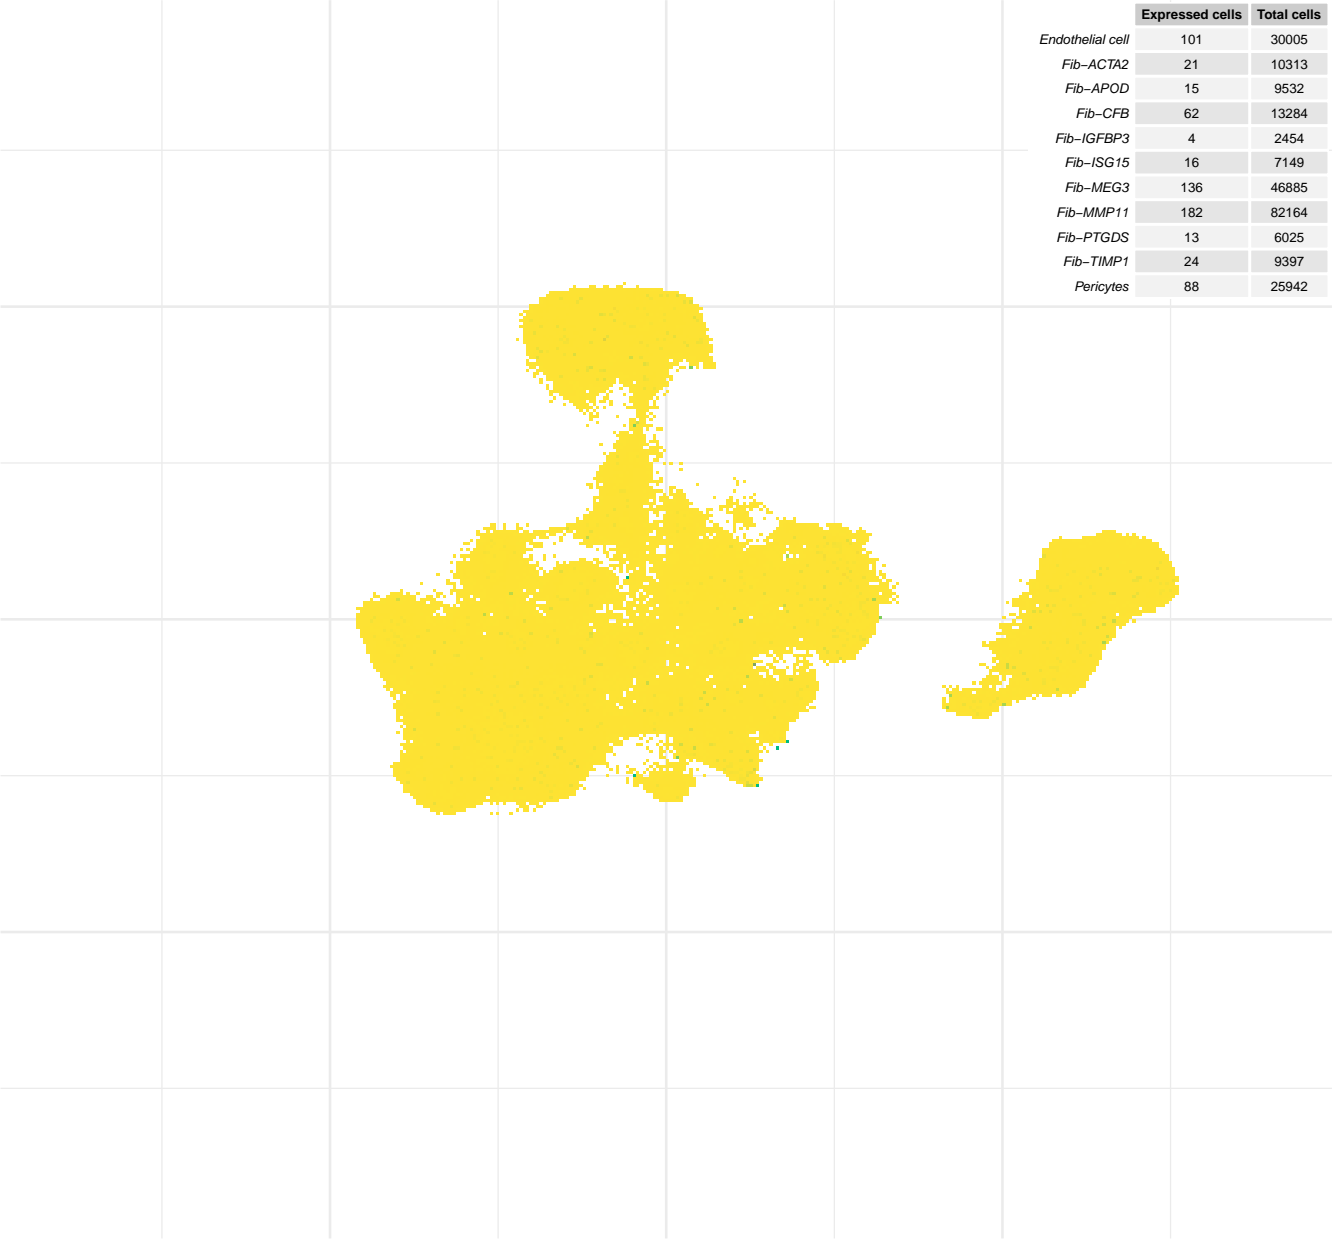 Expressed cells Total cells
Endothelial cell 101 30005
Fib−ACTA2 21 10313
Fib−APOD 15 9532
Fib−CFB 62 13284
Fib−IGFBP3 4 2454
Fib−ISG15 16 7149
Fib−MEG3 136 46885
Fib−MMP11 182 82164
Fib−PTGDS 13 6025
Fib−TIMP1 24 9397
Pericytes 88 25942